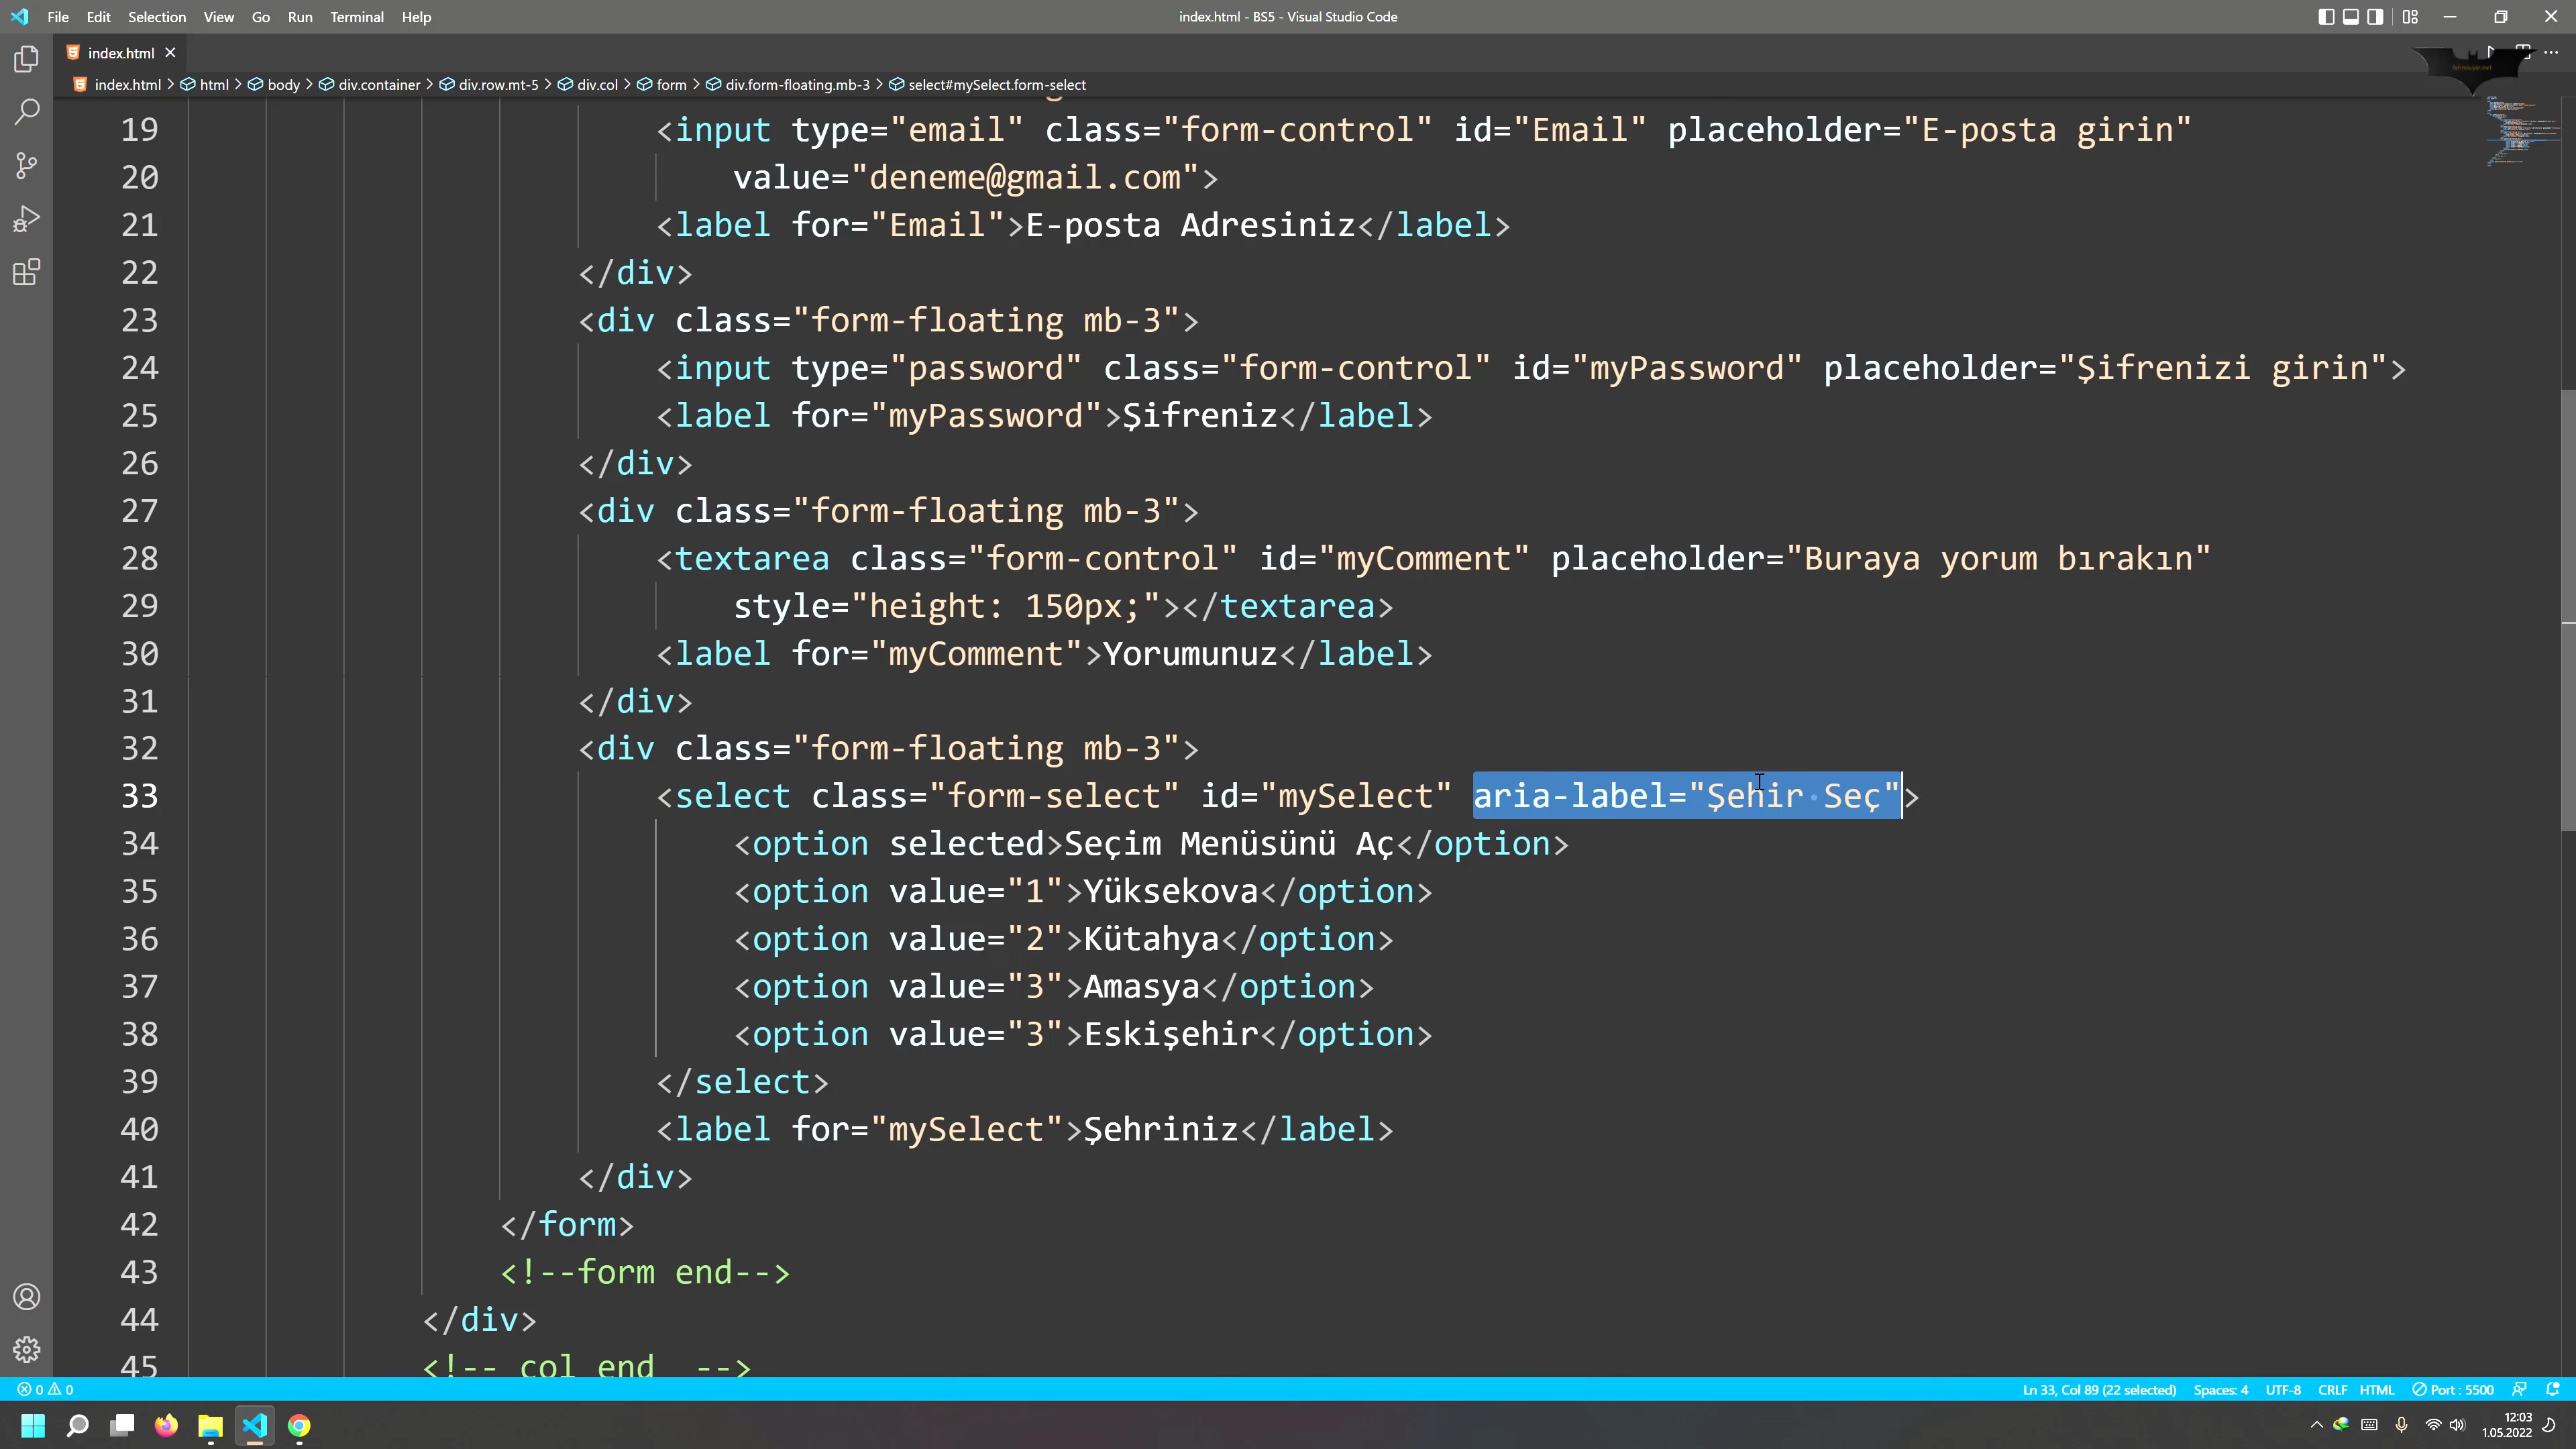 File Edit Selection View Go Run Terminal Help
index.html - BS5 - Visual Studio Code
index.html
index.html > html > body > div.container > div.row.mt-5 > div.col > form > div.form-floating.mb-3 > select#mySelect.form-select
19 <input type="email" class="form-control" id="Email" placeholder="E-posta girin"
20 value="deneme@gmail.com">
21 <label for="Email">E-posta Adresiniz</label>
22 </div>
23 <div class="form-floating mb-3">
24 <input type="password" class="form-control" id="myPassword" placeholder="Şifrenizi girin">
25 <label for="myPassword">Şifreniz</label>
26 </div>
27 <div class="form-floating mb-3">
28 <textarea class="form-control" id="myComment" placeholder="Buraya yorum bırakın"
29 style="height: 150px;"></textarea>
30 <label for="myComment">Yorumunuz</label>
31 </div>
32 <div class="form-floating mb-3">
33 <select class="form-select" id="mySelect" aria-label="Şehir Seç">
34 <option selected>Seçim Menüsünü Aç</option>
35 <option value="1">Yüksekova</option>
36 <option value="2">Kütahya</option>
37 <option value="3">Amasya</option>
38 <option value="3">Eskişehir</option>
39 </select>
40 <label for="mySelect">Şehriniz</label>
41 </div>
42 </form>
43 <!--form end-->
44 </div>
45 <!-- col end -->
0 0
Ln 33, Col 89 (22 selected) Spaces: 4 UTF-8 CRLF HTML Port : 5500
12:03
1.05.2022